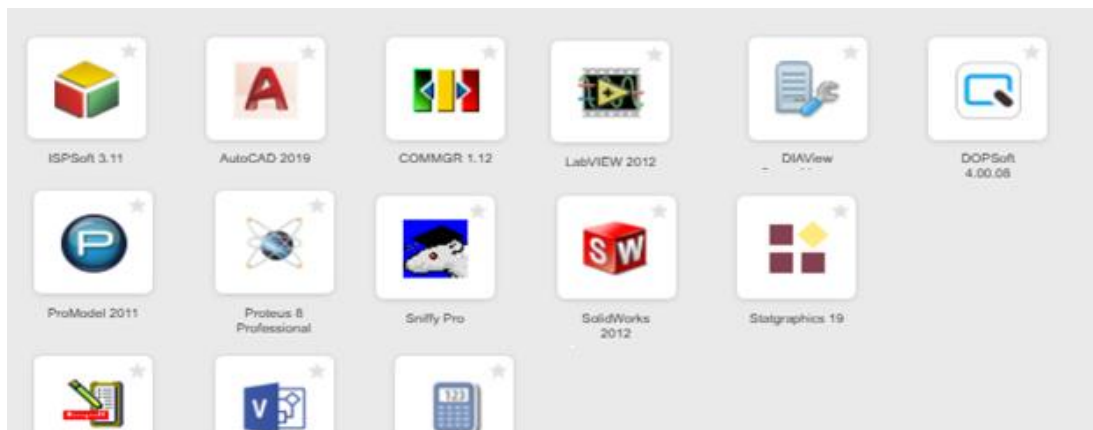 ISPSoft 3.11
AutoCAD 2019
COMMGR 1.12
LabVIEW 2012
DIAView
DOPSoft
4.00.08
ProModel 2011
Proteus 8
Professional
Sniffy Pro
SolidWorks
2012
Statgraphics 19